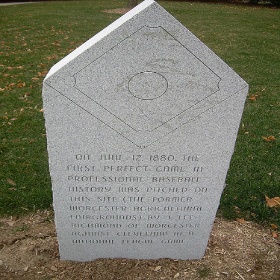 ON JUNE 12, 1880, THE
FIRST PERFECT GAME IN
PROFESSIONAL BASEBALL
HISTORY WAS PITCHED ON
THIS SITE (THE FORMER
WORCESTER AGRICULTURAL
FAIRGROUNDS) BY J. LEE
RICHMOND OF WORCESTER
AGAINST CLEVELAND IN A
NATIONAL LEAGUE GAME.